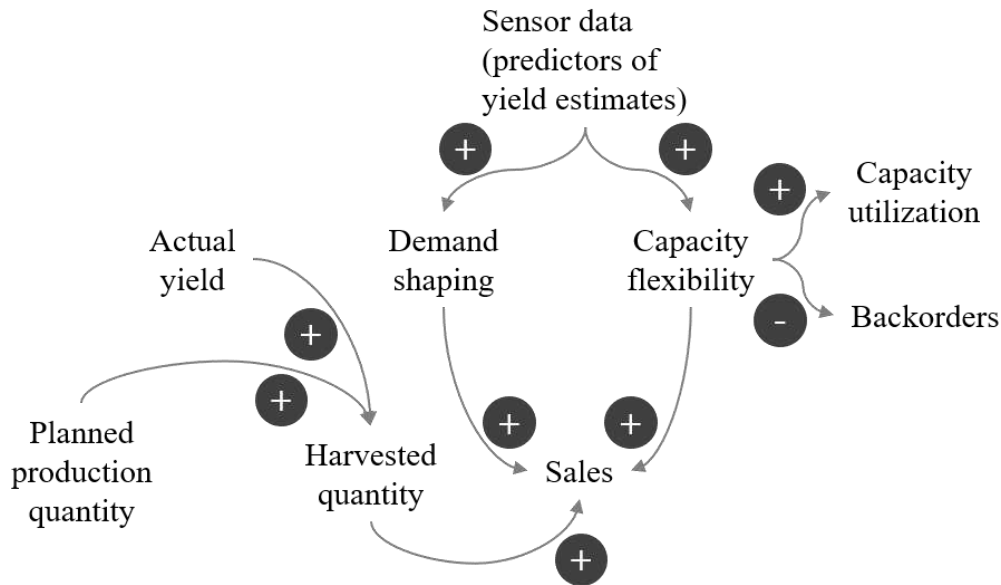 Sensor data
(predictors of
yield estimates)
+
+
+
Capacity
utilization
Actual
yield
Demand
shaping
Capacity
flexibility
-
Backorders
+
+
Planned
production
quantity
Harvested
quantity
+
+
Sales
+